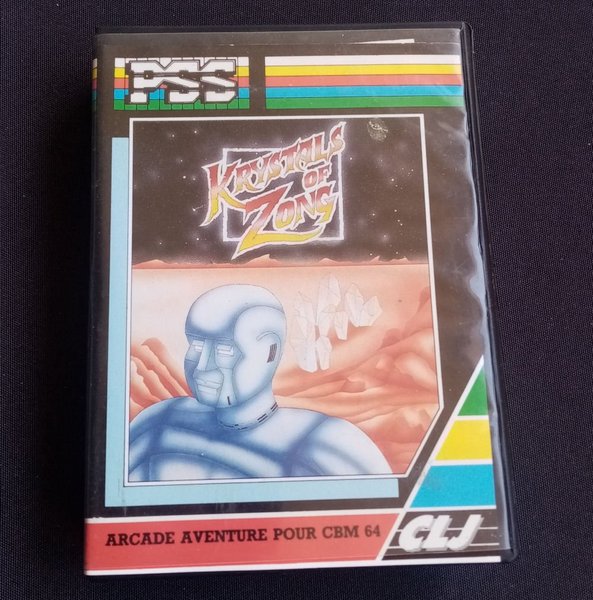 PSS
KRYSTALS
OF
ZONG
ARCADE AVENTURE POUR CBM 64
CLJ